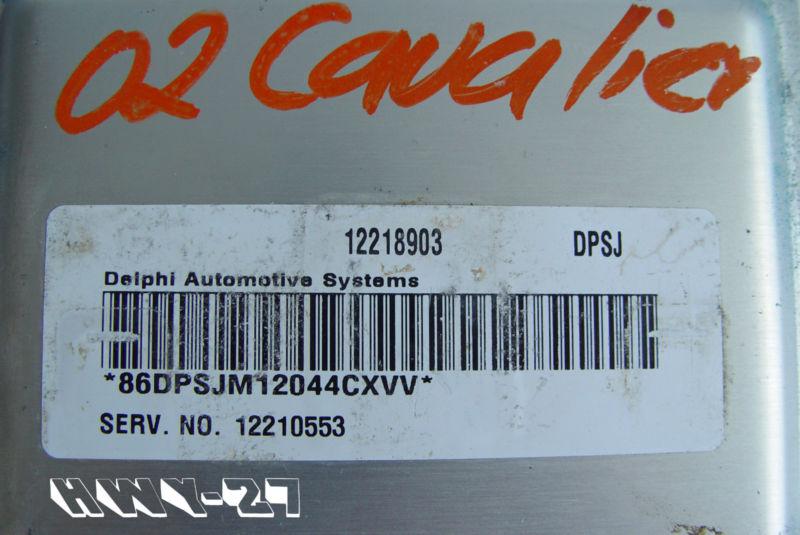 02 Cavalier
12218903 DPSJ
Delphi Automotive Systems
*86DPSJM12044CXVV*
SERV. NO. 12210553
HWY-27